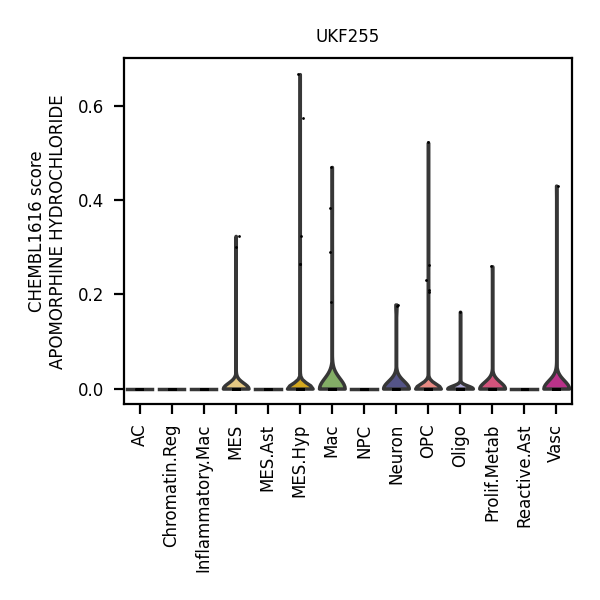 UKF255
CHEMBL1616 score
APOMORPHINE HYDROCHLORIDE
0.6
0.4
0.2
0.0
AC
Chromatin.Reg
Inflammatory.Mac
MES
MES.Ast
MES.Hyp
Mac
NPC
Neuron
OPC
Oligo
Prolif.Metab
Reactive.Ast
Vasc